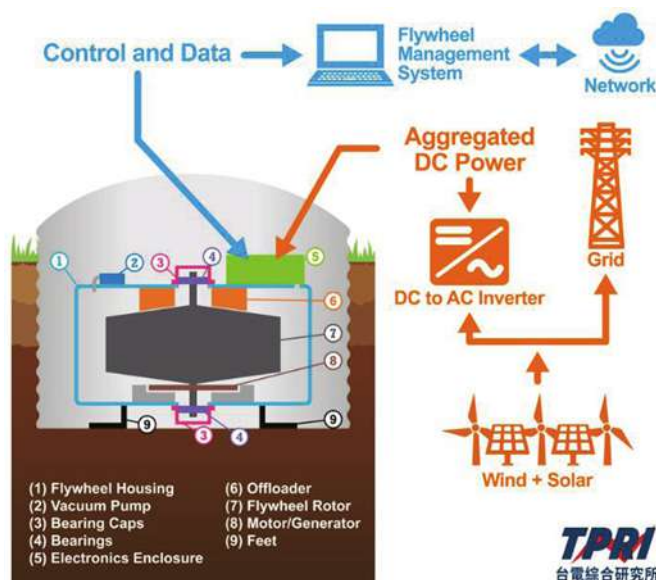 Control and Data
Flywheel
Management
System
Network
Aggregated
DC Power
Grid
DC to AC Inverter
1
2
3
4
5
6
7
8
9
3
4
9
Wind + Solar
(1) Flywheel Housing
(2) Vacuum Pump
(3) Bearing Caps
(4) Bearings
(5) Electronics Enclosure
(6) Offloader
(7) Flywheel Rotor
(8) Motor/Generator
(9) Feet
TPRI
台電綜合研究所